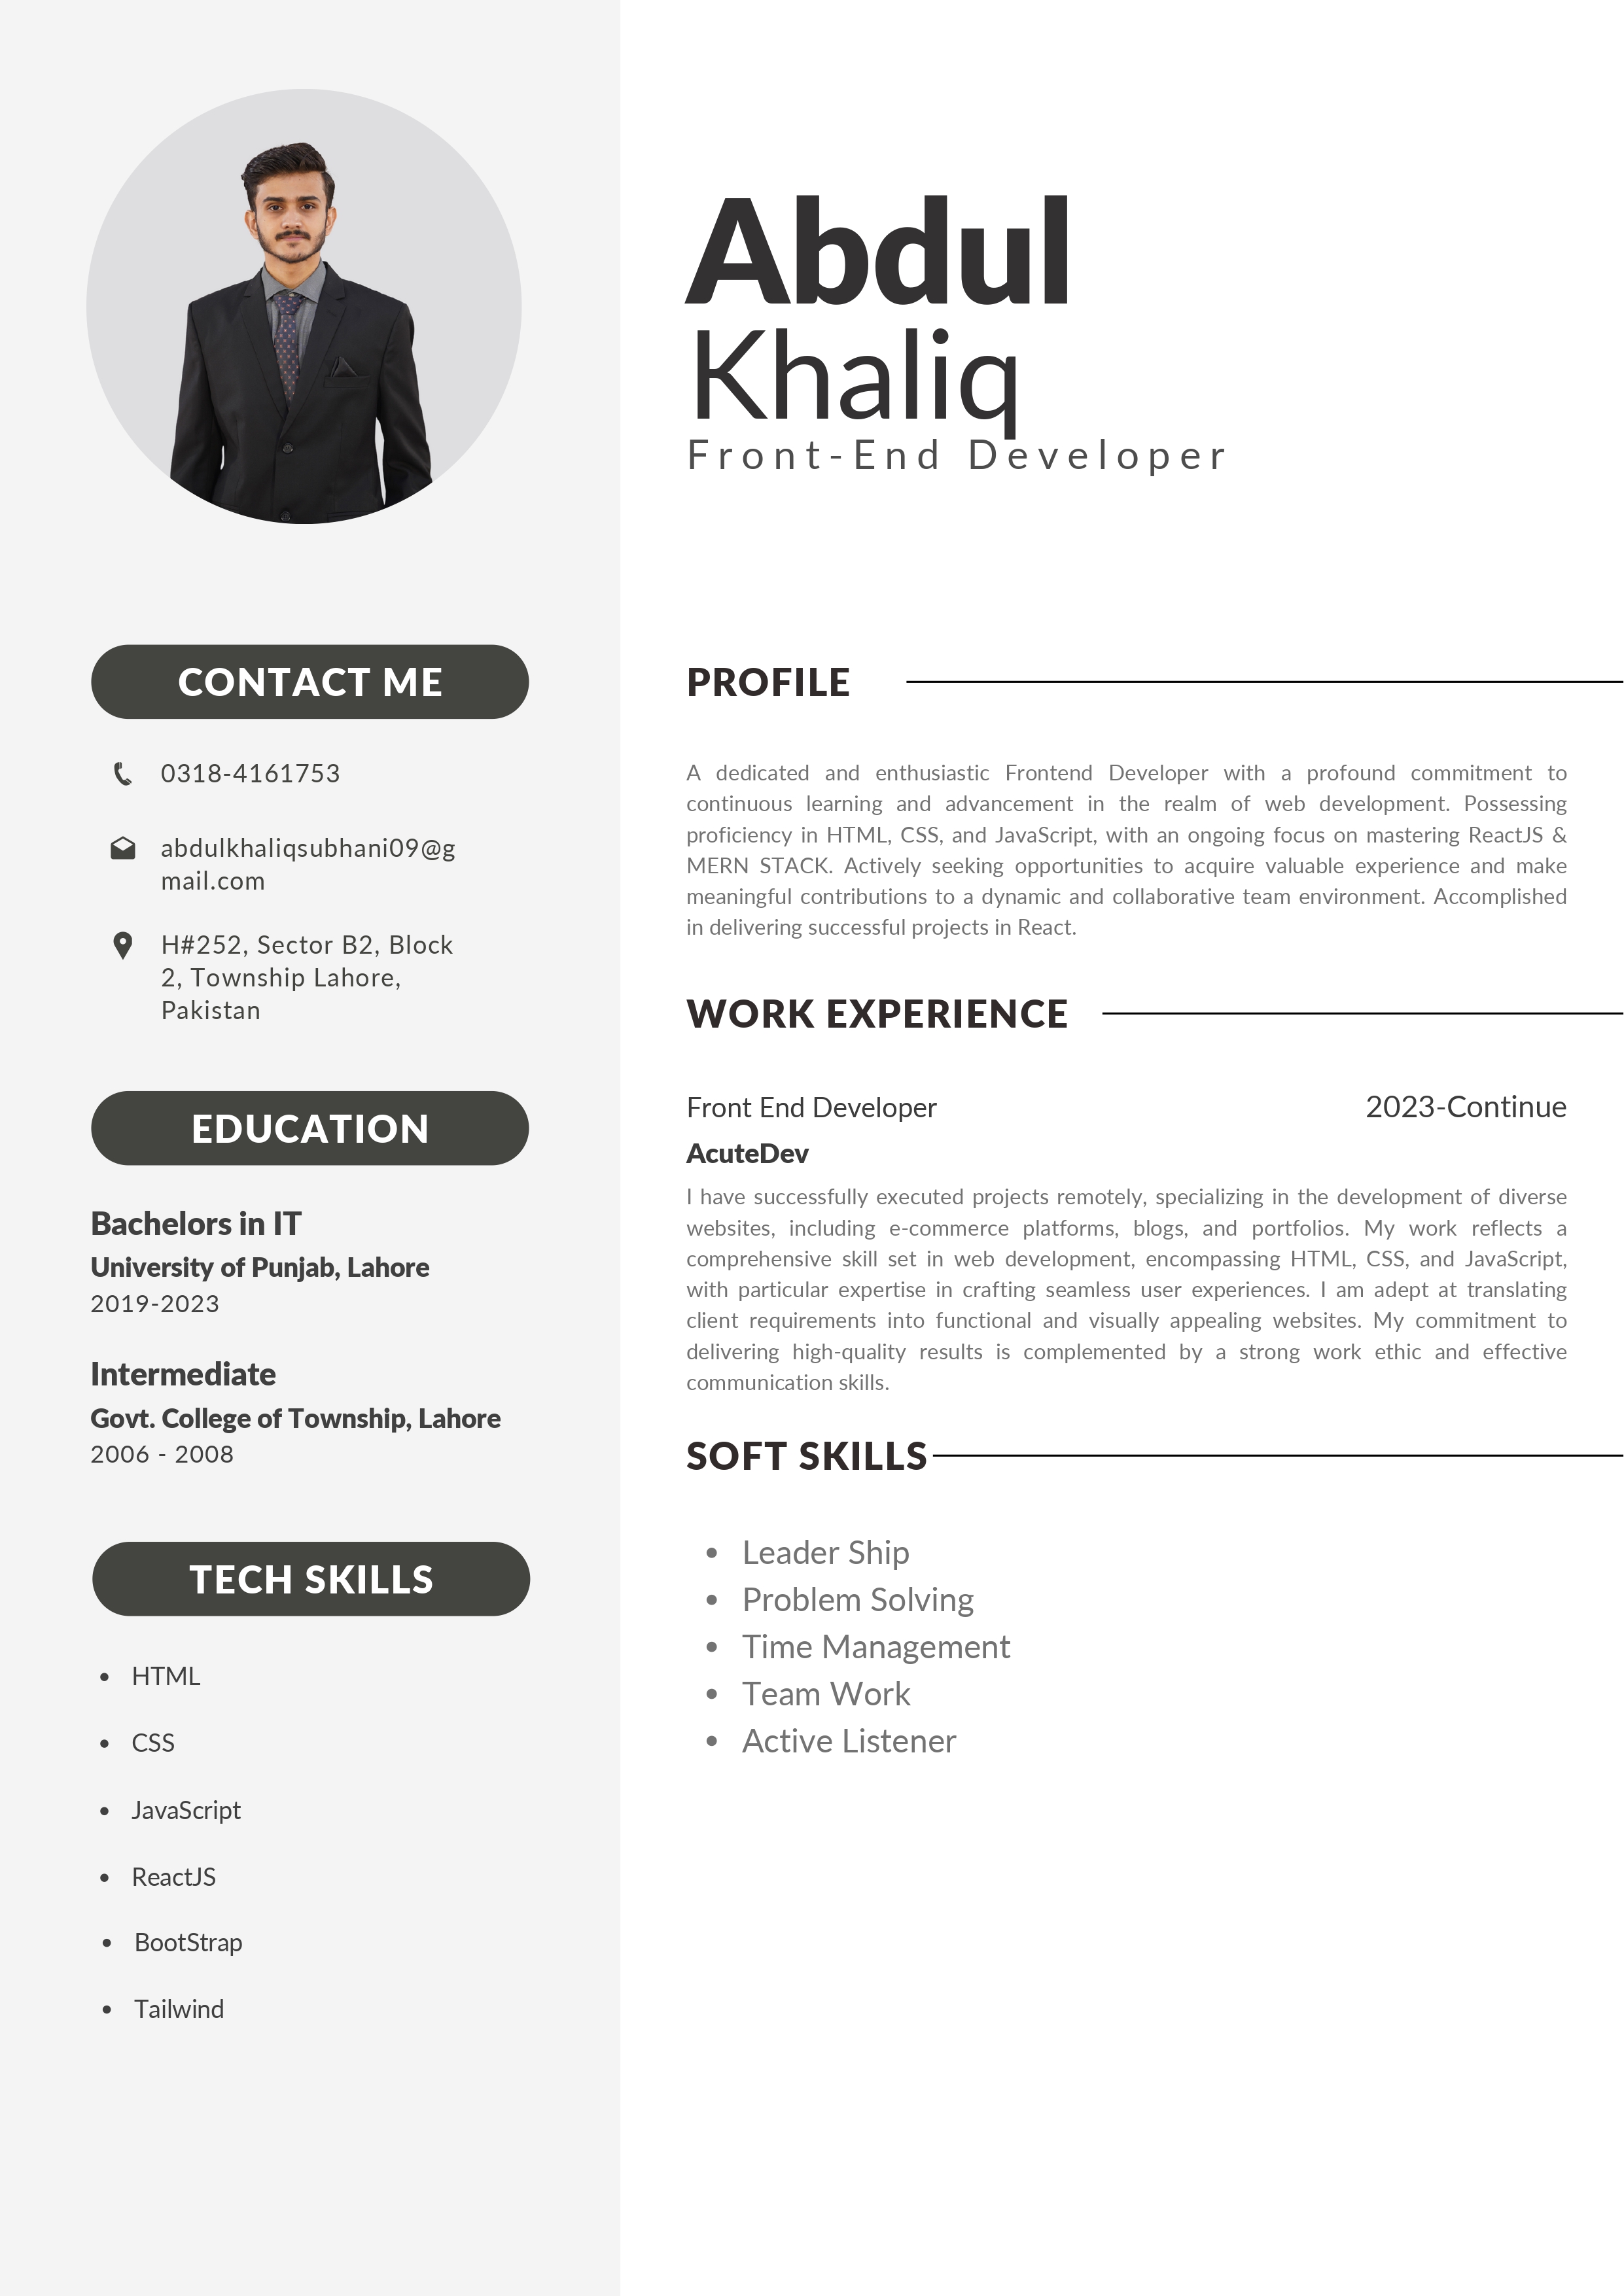 Abdul
Khaliq
Front-End Developer
CONTACT ME
0318-4161753
abdulkhaliqsubhani09@g
mail.com
H#252, Sector B2, Block
2, Township Lahore,
Pakistan
EDUCATION
Bachelors in IT
University of Punjab, Lahore
2019-2023
Intermediate
Govt. College of Township, Lahore
2006 - 2008
TECH SKILLS
• HTML
• CSS
• JavaScript
• ReactJS
• BootStrap
• Tailwind
PROFILE
A dedicated and enthusiastic Frontend Developer with a profound commitment to
continuous learning and advancement in the realm of web development. Possessing
proficiency in HTML, CSS, and JavaScript, with an ongoing focus on mastering ReactJS &
MERN STACK. Actively seeking opportunities to acquire valuable experience and make
meaningful contributions to a dynamic and collaborative team environment. Accomplished
in delivering successful projects in React.
WORK EXPERIENCE
Front End Developer 2023-Continue
AcuteDev
I have successfully executed projects remotely, specializing in the development of diverse
websites, including e-commerce platforms, blogs, and portfolios. My work reflects a
comprehensive skill set in web development, encompassing HTML, CSS, and JavaScript,
with particular expertise in crafting seamless user experiences. I am adept at translating
client requirements into functional and visually appealing websites. My commitment to
delivering high-quality results is complemented by a strong work ethic and effective
communication skills.
SOFT SKILLS
• Leader Ship
• Problem Solving
• Time Management
• Team Work
• Active Listener